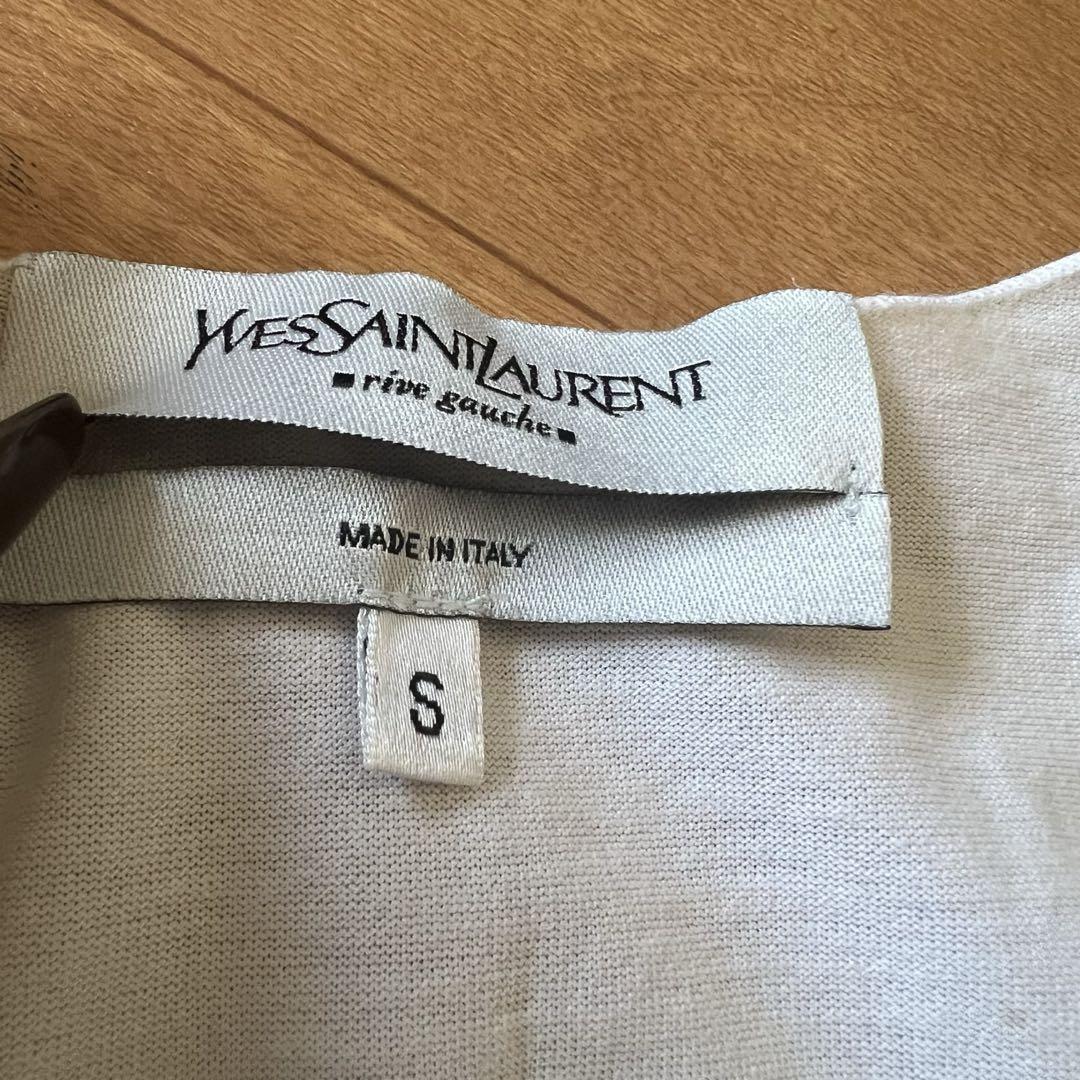 YVESSAINTLAURENT
rive gauche
MADE IN ITALY
S